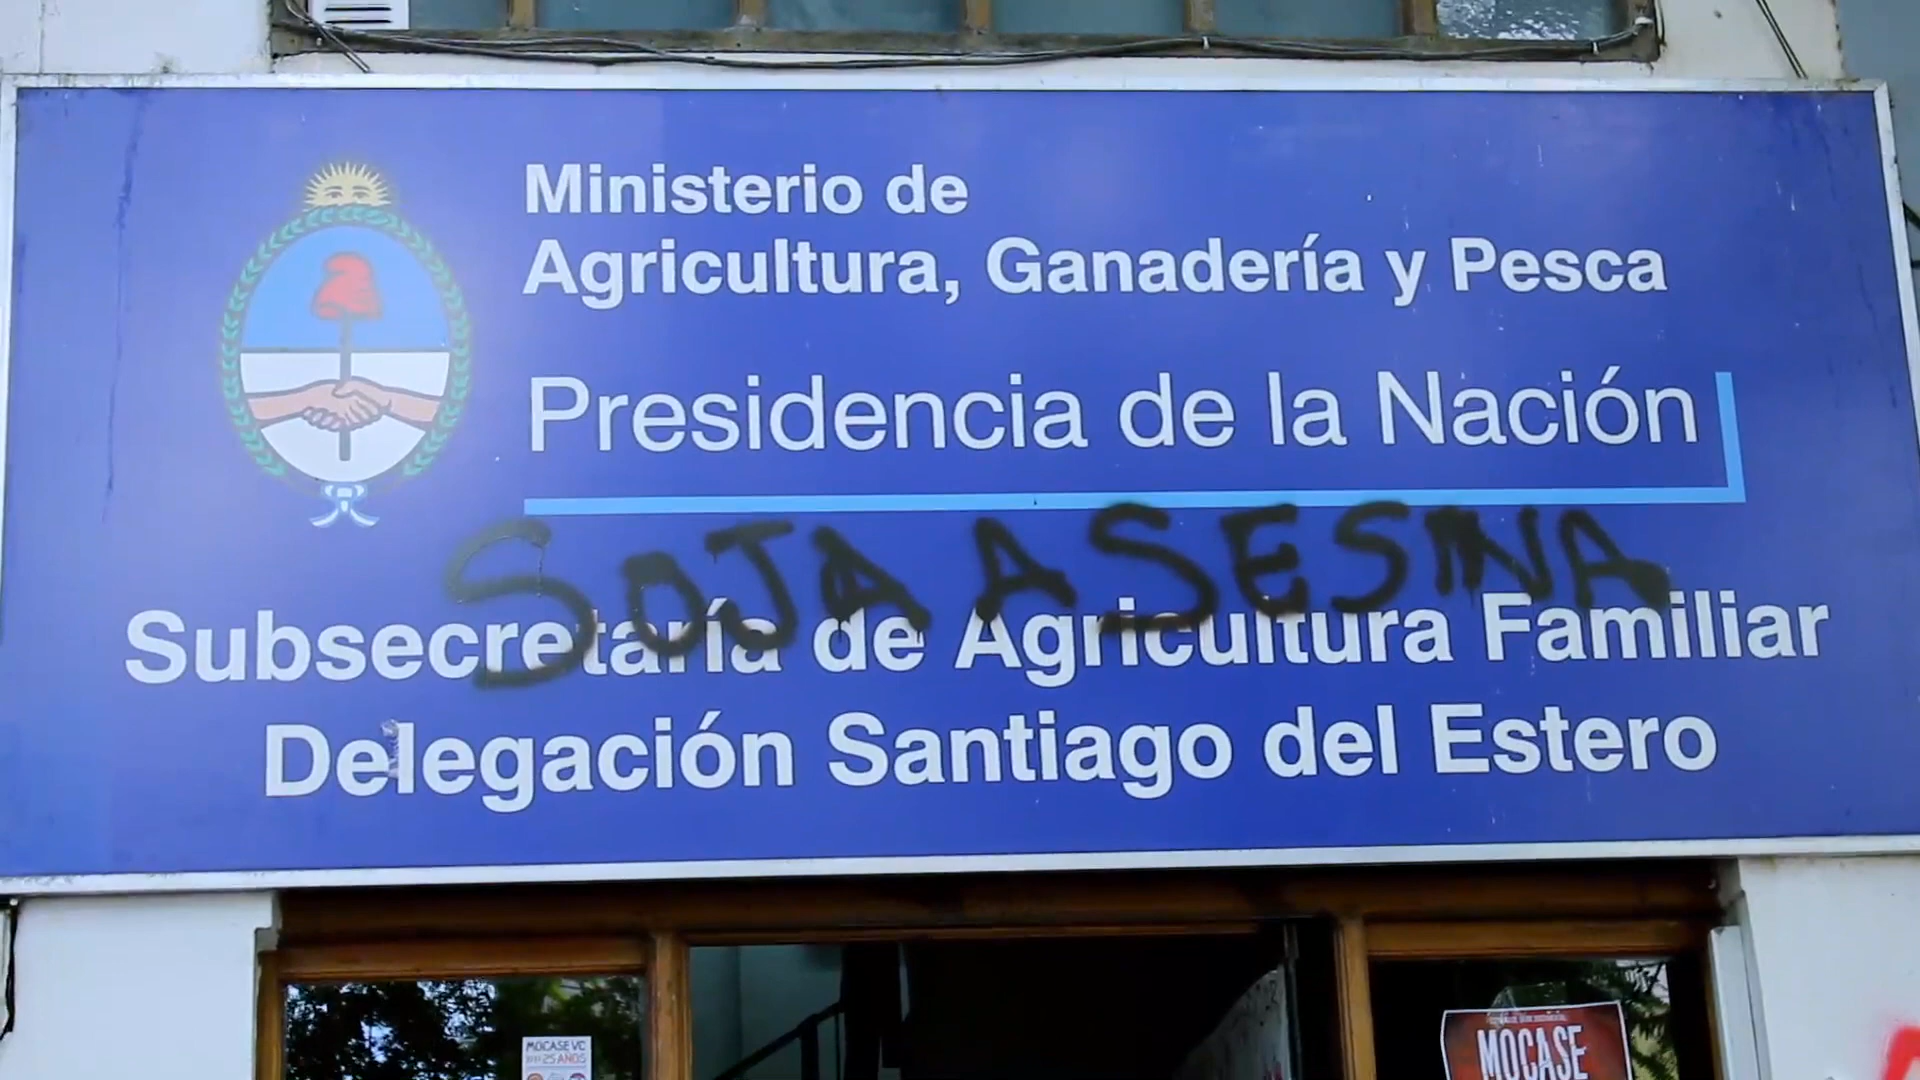 Ministerio de
Agricultura, Ganadería y Pesca
Presidencia de la Nación
SOJA ASESINA
Subsecretaría de Agricultura Familiar
Delegación Santiago del Estero
MOCASE VC
25 AÑOS
MOCASE